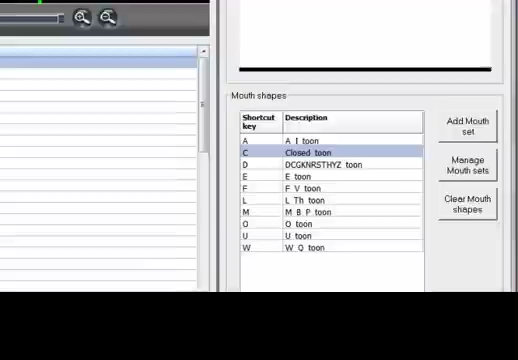 Mouth shapes
Shortcut key Description
A A I toon
C Closed toon
D DCGKNRSTHYZ toon
E E toon
F F V toon
L L Th toon
M M B P toon
O O toon
U U toon
W W Q toon
Add Mouth set
Manage Mouth sets
Clear Mouth shapes